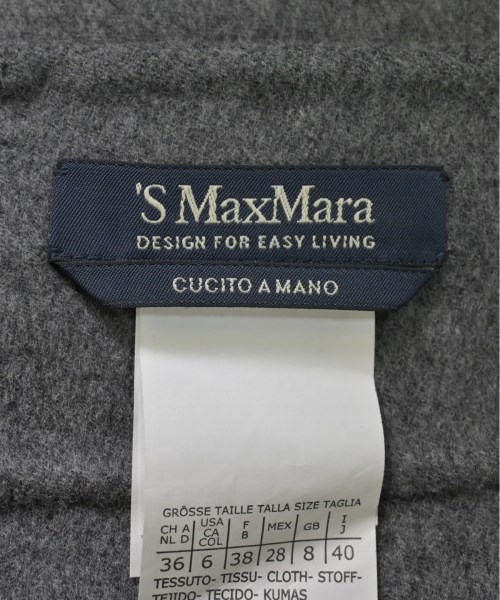 'S MaxMara
DESIGN FOR EASY LIVING
CUCITO A MANO
GRÖSSE TAILLE TALLA SIZE TAGLIA
CH A NL D USA CA COL F B MEX GB I J
36 6 38 28 8 40
TESSUTO- TISSU- CLOTH- STOFF-
TEJIDO- TECIDO- KUMAS